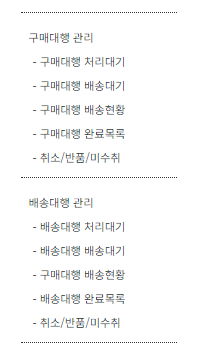 구매대행 관리
- 구매대행 처리대기
- 구매대행 배송대기
- 구매대행 배송현황
- 구매대행 완료목록
- 취소/반품/미수취
배송대행 관리
- 배송대행 처리대기
- 배송대행 배송대기
- 구매대행 배송현황
- 배송대행 완료목록
- 취소/반품/미수취